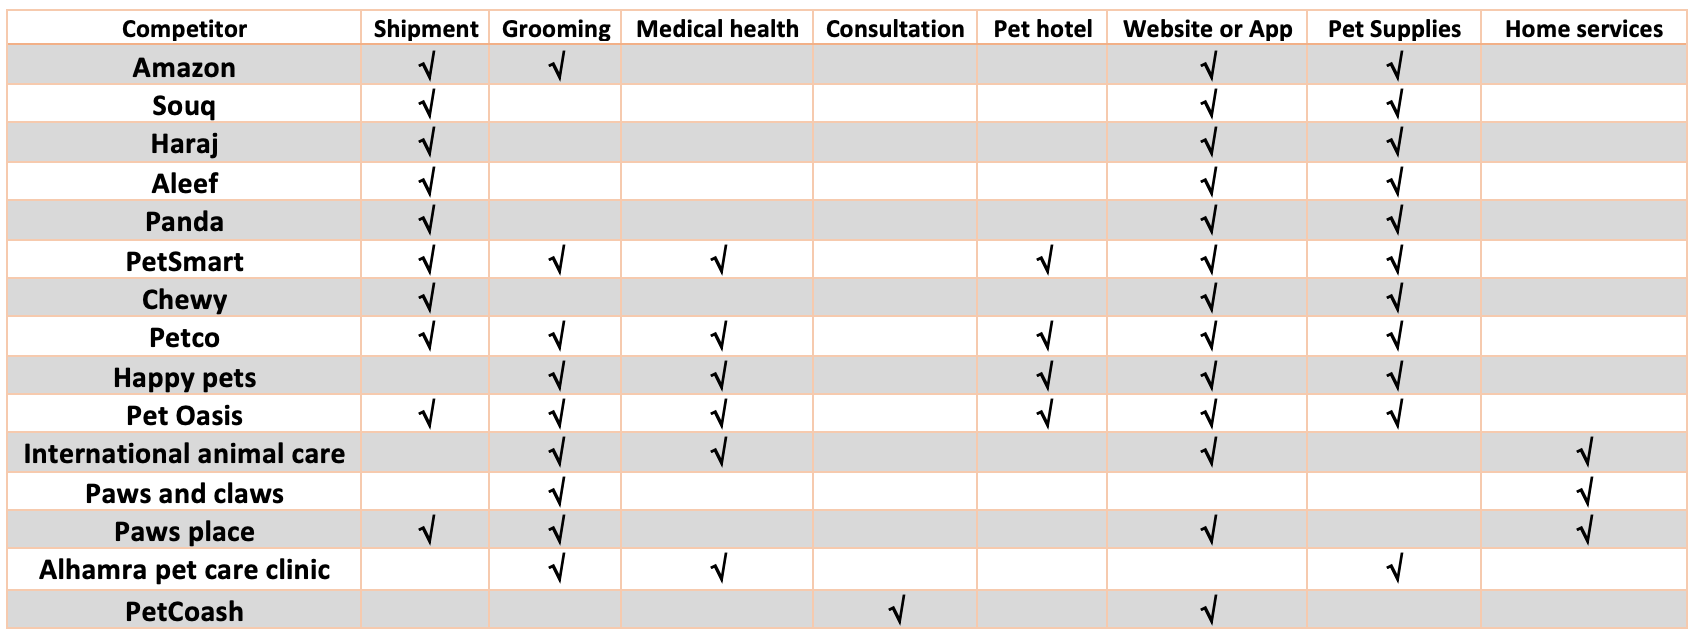 Competitor Shipment Grooming Medical health Consultation Pet hotel Website or App Pet Supplies Home services
Amazon √ √ √ √
Souq √ √ √
Haraj √ √ √
Aleef √ √ √
Panda √ √ √
PetSmart √ √ √ √ √ √
Chewy √ √ √
Petco √ √ √ √ √ √
Happy pets √ √ √ √ √
Pet Oasis √ √ √ √ √ √
International animal care √ √ √ √
Paws and claws √ √
Paws place √ √ √ √
Alhamra pet care clinic √ √ √
PetCoash √ √